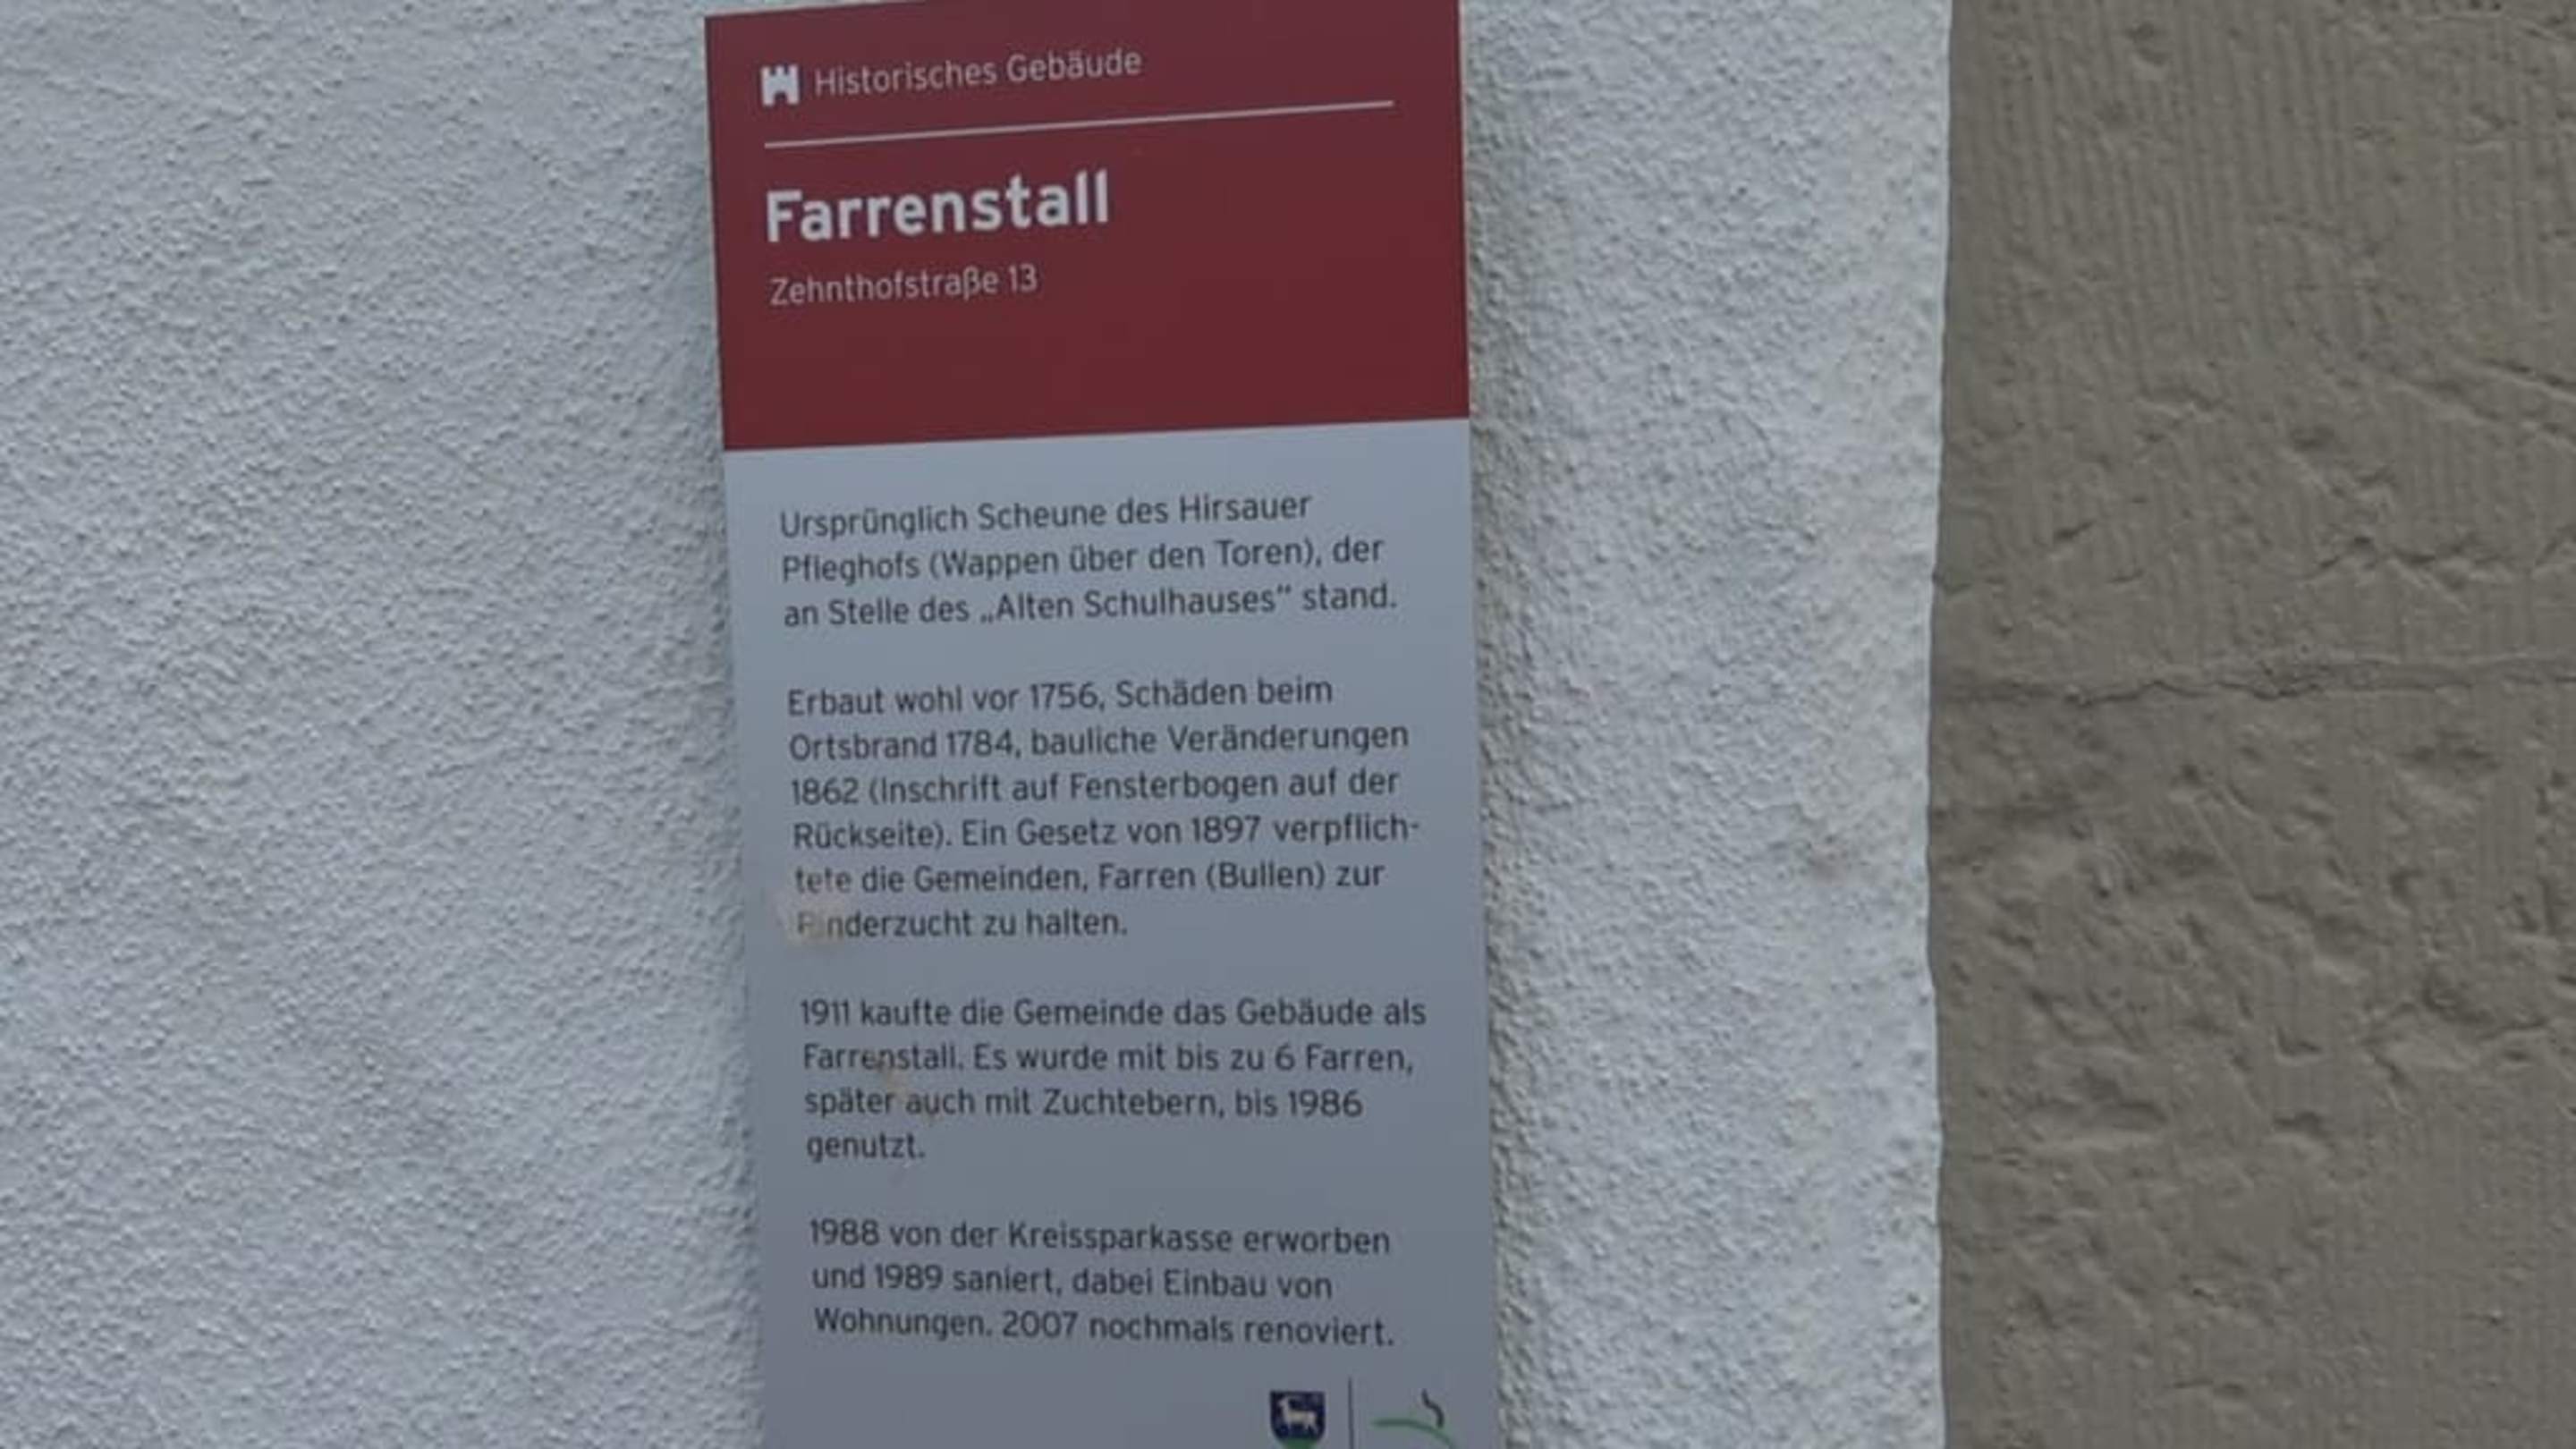 Historisches Gebäude
Farrenstall
Zehnthofstraße 13
Ursprünglich Scheune des Hirsauer
Pfleghofs (Wappen über den Toren), der
an Stelle des „Alten Schulhauses“ stand.
Erbaut wohl vor 1756, Schäden beim
Ortsbrand 1784, bauliche Veränderungen
1862 (Inschrift auf Fensterbogen auf der
Rückseite). Ein Gesetz von 1897 verpflich-
tete die Gemeinden, Farren (Bullen) zur
Rinderzucht zu halten.
1911 kaufte die Gemeinde das Gebäude als
Farrenstall. Es wurde mit bis zu 6 Farren,
später auch mit Zuchtebern, bis 1986
genutzt.
1988 von der Kreissparkasse erworben
und 1989 saniert, dabei Einbau von
Wohnungen. 2007 nochmals renoviert.